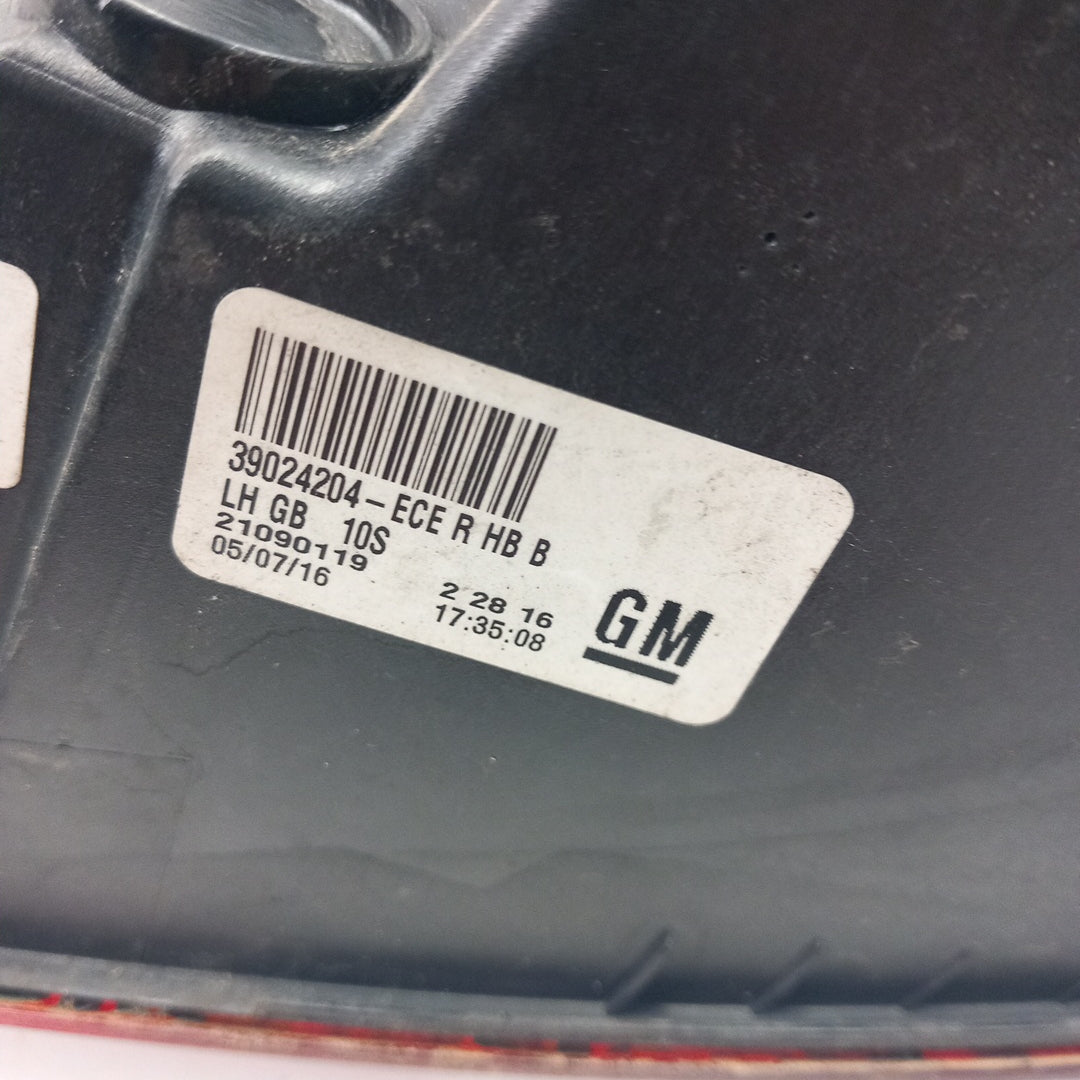 39024204-ECE R HB B
LH GB 10S
21090119
05/07/16
2 28 16
17:35:08
GM